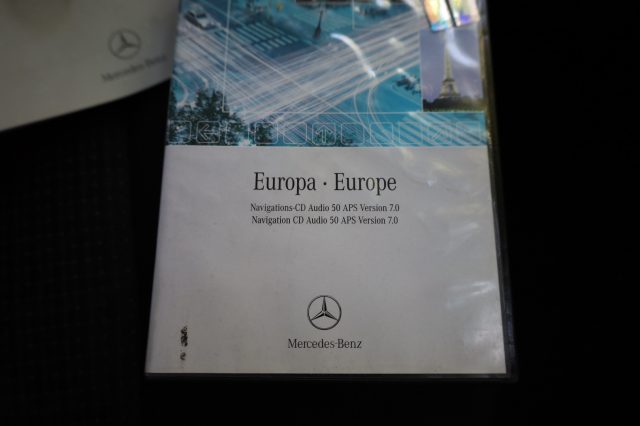 Mercedes-Benz
Europa · Europe
Navigations-CD Audio 50 APS Version 7.0
Navigation CD Audio 50 APS Version 7.0
Mercedes-Benz